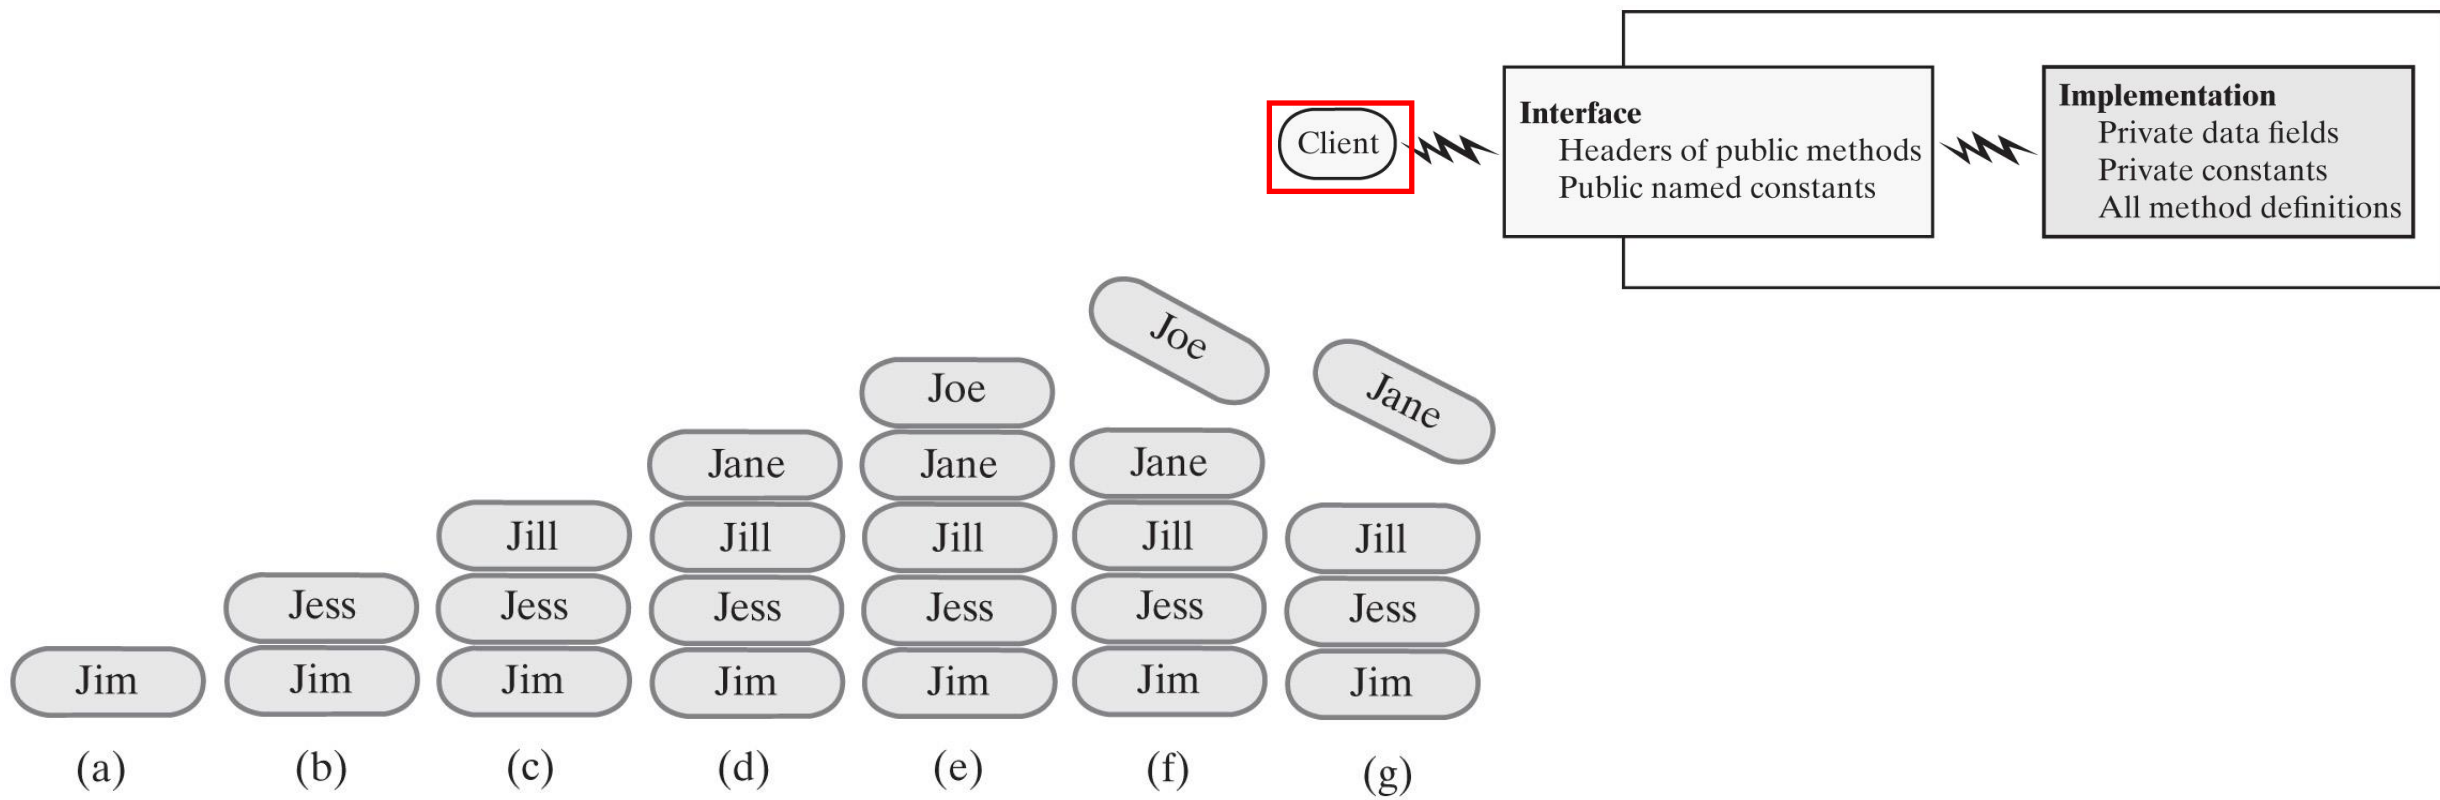 Client
Interface
Headers of public methods
Public named constants
Implementation
Private data fields
Private constants
All method definitions
Jim
(a)
Jess
Jim
(b)
Jill
Jess
Jim
(c)
Jane
Jill
Jess
Jim
(d)
Joe
Jane
Jill
Jess
Jim
(e)
Joe
Jane
Jill
Jess
Jim
(f)
Jane
Jill
Jess
Jim
(g)